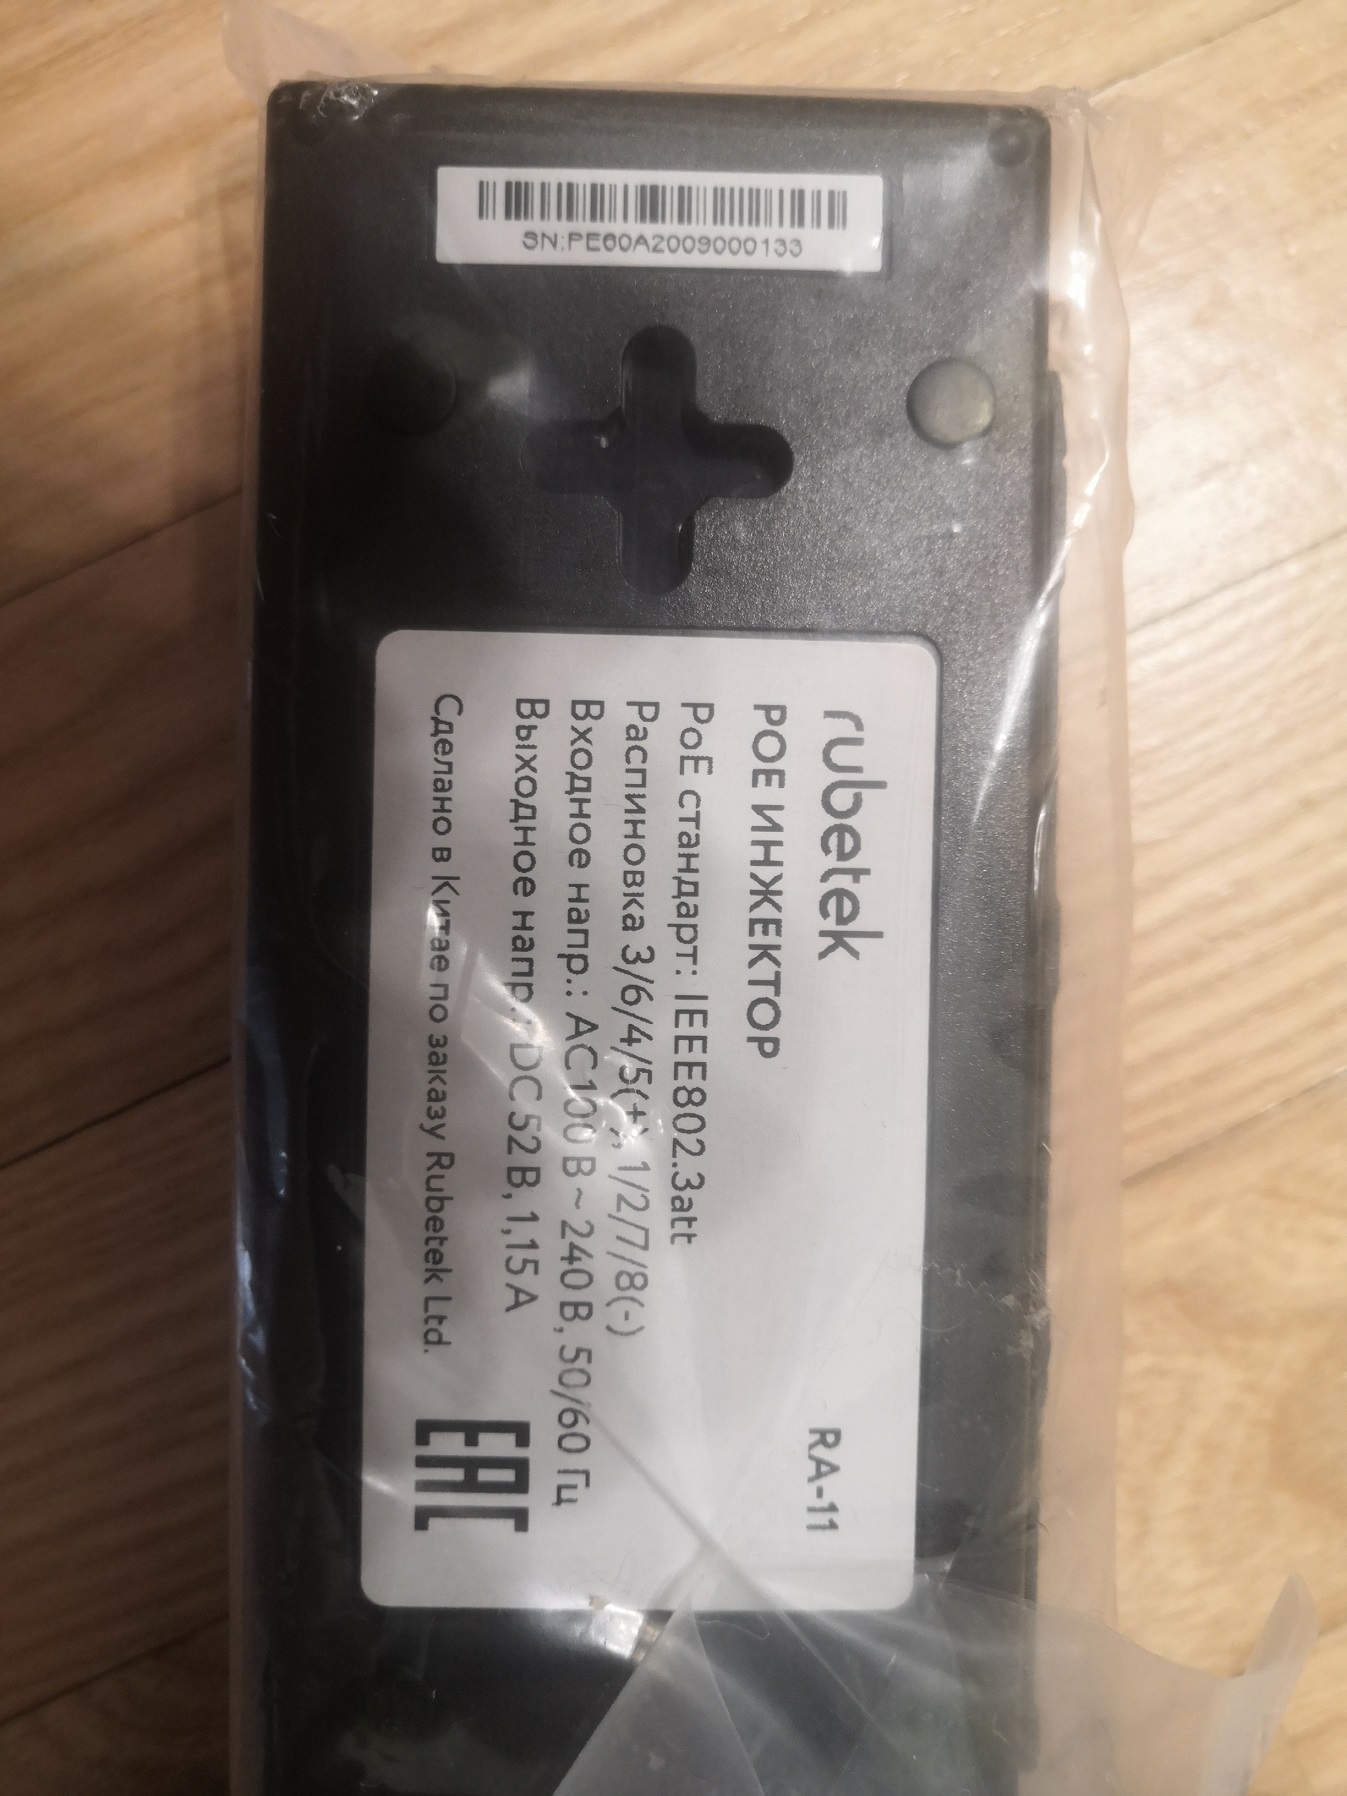 SN:PE60A2009000133
rubetek
RA-11
POE ИНЖЕКТОР
PoE стандарт: IEEE802.3att
Распиновка 3/6/4/5(+), 1/2/7/8(-)
Входное напр.: AC100 В ~ 240 В, 50/60 Гц
Выходное напр.: DC 52 В, 1,15 А
Сделано в Китае по заказу Rubetek Ltd.
EAC